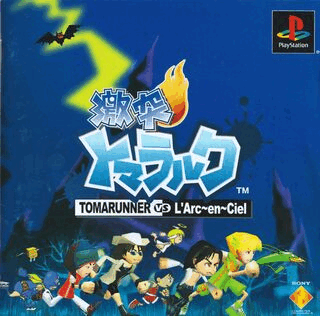 PlayStation
激突
トマラルク
TM
TOMARUNNER VS L'Arc~en~Ciel
SONY